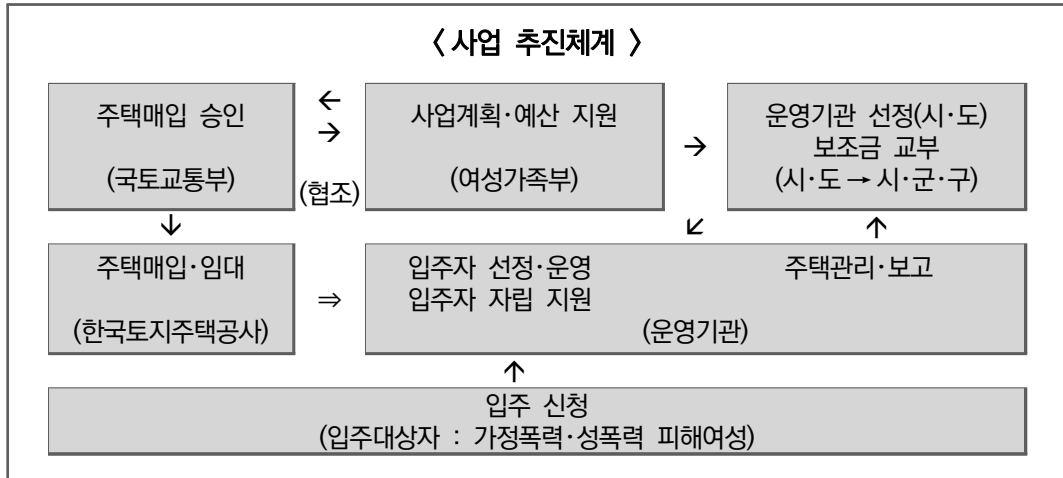 〈 사업 추진체계 〉
주택매입 승인
(국토교통부)
←
→
(협조)
사업계획·예산 지원
(여성가족부)
→
운영기관 선정(시·도)
보조금 교부
(시·도 → 시·군·구)
↓
↙
↑
주택매입·임대
(한국토지주택공사)
⇒
입주자 선정·운영
입주자 자립 지원
주택관리·보고
(운영기관)
↑
입주 신청
(입주대상자 : 가정폭력·성폭력 피해여성)